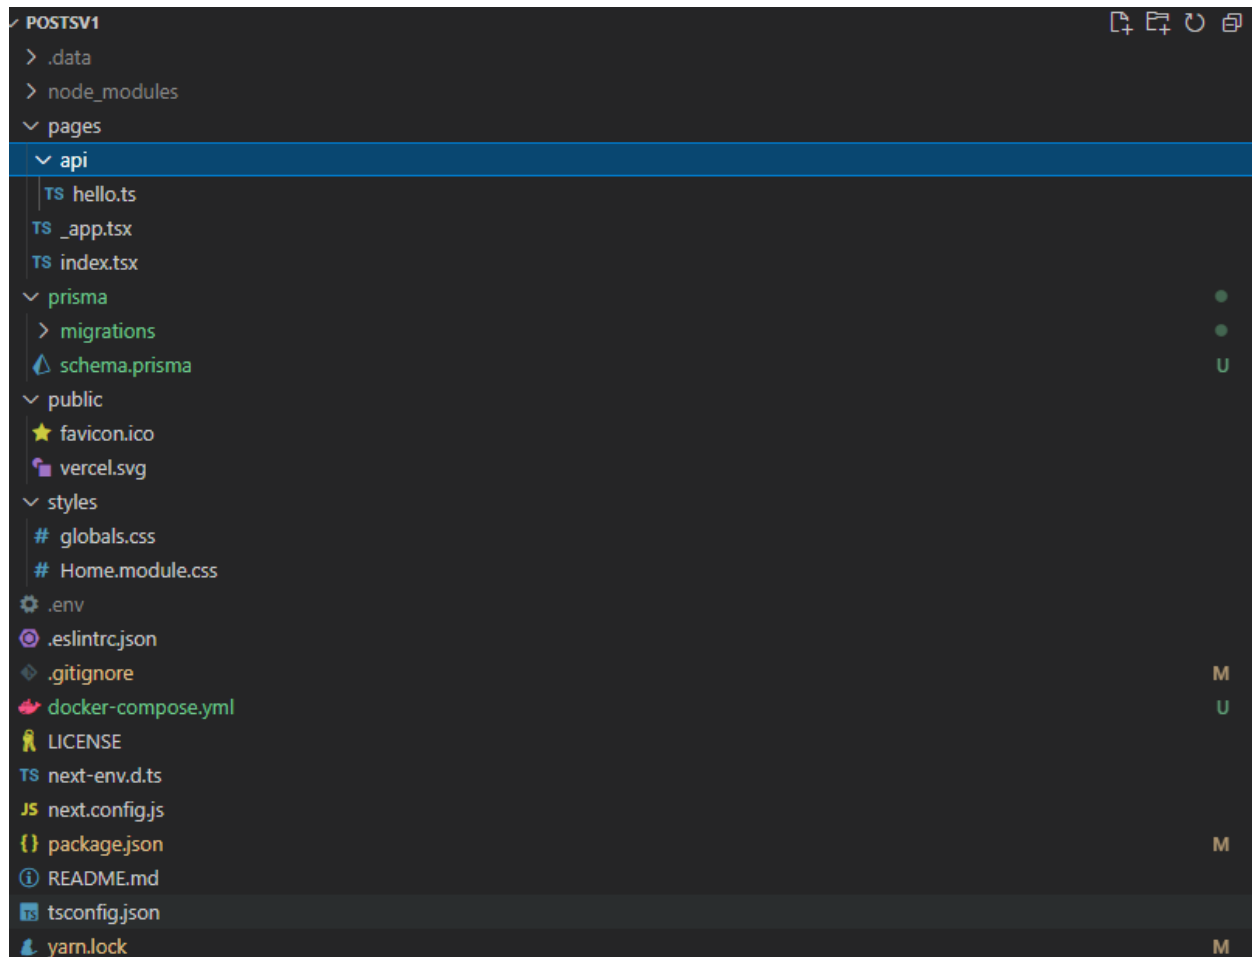 POSTSV1
.data
node_modules
pages
api
TS hello.ts
TS _app.tsx
TS index.tsx
prisma
migrations
schema.prisma U
public
favicon.ico
vercel.svg
styles
# globals.css
# Home.module.css
.env
.eslintrc.json
.gitignore M
docker-compose.yml U
LICENSE
TS next-env.d.ts
JS next.config.js
{} package.json M
README.md
TS tsconfig.json
yarn.lock M